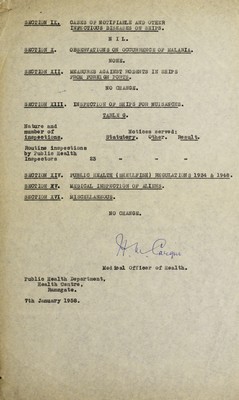 SECTION IX. CASES OF NOTIFIABLE AND OTHER
INFECTIOUS DISEASES ON SHIPS.
N I L.
SECTION X. OBSERVATIONS ON OCCURRENCE OF MALARIA.
NONE.
SECTION XII. MEASURES AGAINST RODENTS IN SHIPS
FROM FOREIGN PORTS.
NO CHANGE.
SECTION XIII. INSPECTION OF SHIPS FOR NUISANCES.
TABLE G.
Nature and
number of Notices served:
Inspections. Statutory. Other. Result.
Routine inspections
by Public Health
Inspectors 23 - - -
SECTION XIV. PUBLIC HEALTH (SHELLFISH) REGULATIONS 1934 & 1948.
SECTION XV. MEDICAL INSPECTION OF ALIENS.
SECTION XVI. MISCELLANEOUS.
NO CHANGE.
Medical Officer of Health.
Public Health Department,
Health Centre,
Ramsgate.
7th January 1958.